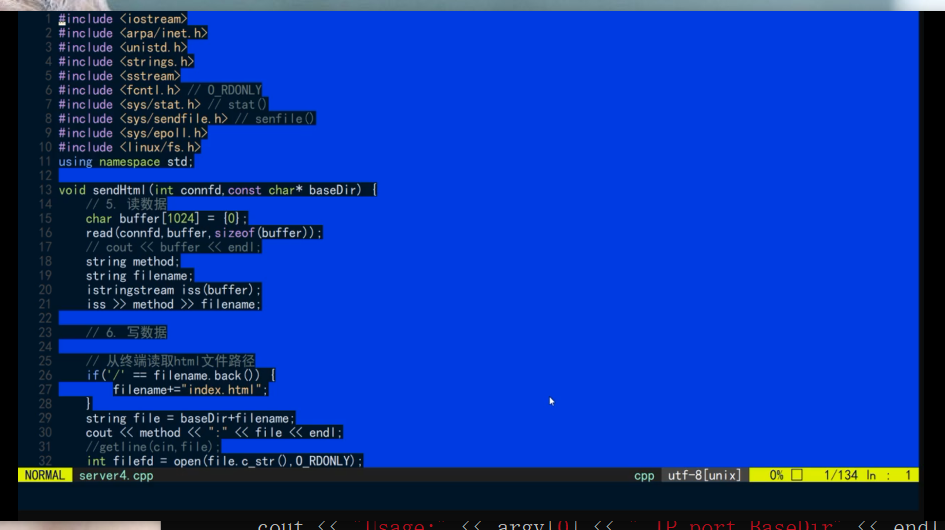 1 #include <iostream>
2 #include <arpa/inet.h>
3 #include <unistd.h>
4 #include <strings.h>
5 #include <sstream>
6 #include <fcntl.h> // O_RDONLY
7 #include <sys/stat.h> // stat()
8 #include <sys/sendfile.h> // senfile()
9 #include <sys/epoll.h>
10 #include <linux/fs.h>
11 using namespace std;
12
13 void sendHtml(int connfd,const char* baseDir) {
14     // 5. 读数据
15     char buffer[1024] = {0};
16     read(connfd,buffer,sizeof(buffer));
17     // cout << buffer << endl;
18     string method;
19     string filename;
20     istringstream iss(buffer);
21     iss >> method >> filename;
22
23     // 6. 写数据
24
25     // 从终端读取html文件路径
26     if('/' == filename.back()) {
27         filename+="index.html";
28     }
29     string file = baseDir+filename;
30     cout << method << ":" << file << endl;
31     //getline(cin,file);
32     int filefd = open(file.c_str(),O_RDONLY);
NORMAL server4.cpp cpp utf-8[unix] 0% 1/134 ln : 1
cout << "Usage:" << argv[0] << " IP port BaseDir" << endl